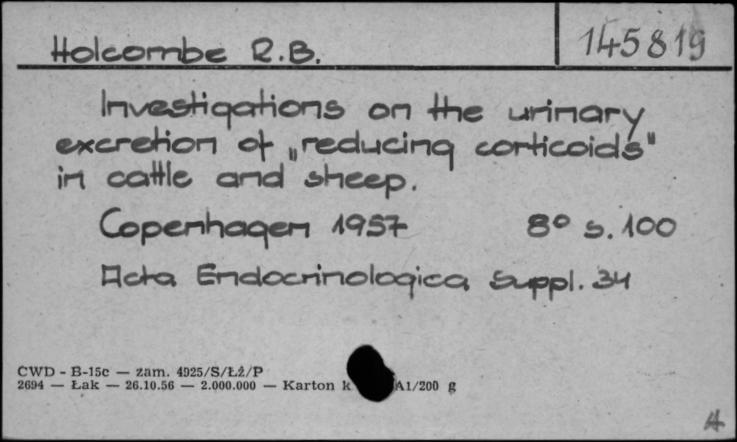 Holcombe R.B.
145819
Investigations on the urinary
excretion of „reducing corticoids"
in cattle and sheep.
Copenhagen 1957 8° s. 100
Acta Endocrinologica Suppl. 34
CWD - B-15c — zam. 4925/S/Łż/P
2694 — Łak — 26.10.56 — 2.000.000 — Karton k A1/200 g